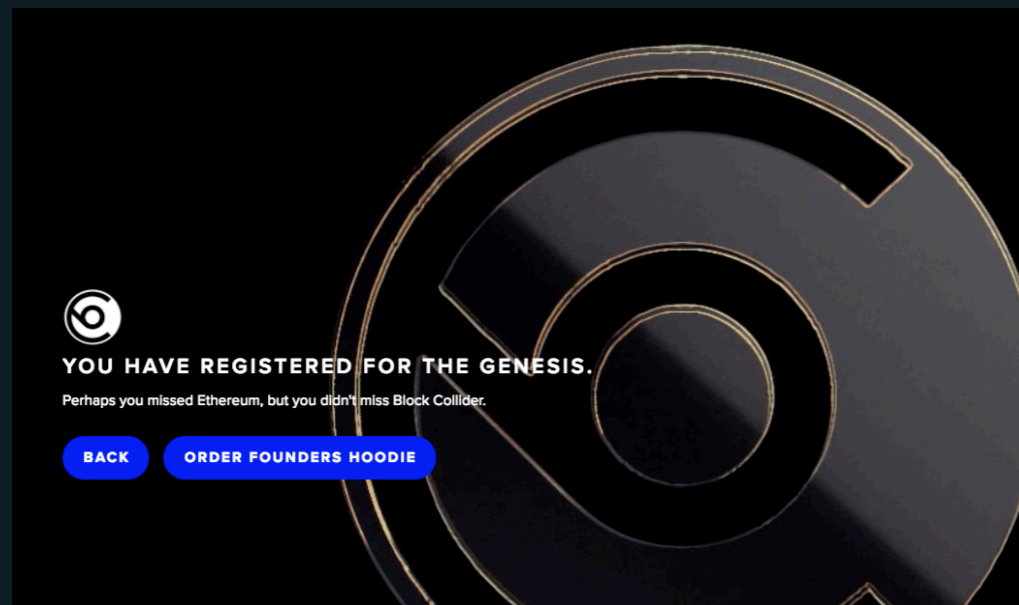 YOU HAVE REGISTERED FOR THE GENESIS.
Perhaps you missed Ethereum, but you didn't miss Block Collider.
BACK
ORDER FOUNDERS HOODIE